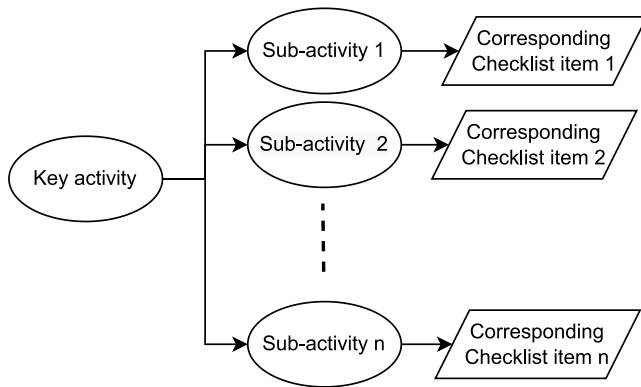 Sub-activity 1
Corresponding
Checklist item 1
Sub-activity 2
Corresponding
Checklist item 2
Key activity
Sub-activity n
Corresponding
Checklist item n